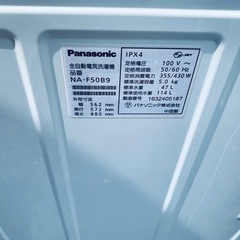 Panasonic
全自動電気洗濯機
品番
NA-F50B9
外形寸法
幅 562 mm
奥行 572 mm
高さ 880 mm
IPX4
JET
定格電圧 100 V ~
定格周波数 50/60 Hz
定格消費電力 355/430 W
標準洗濯容量 5.0 kg
標準水量 47 L
標準使用水量 114 L
製造番号 1632405187
パナソニック株式会社
中国製